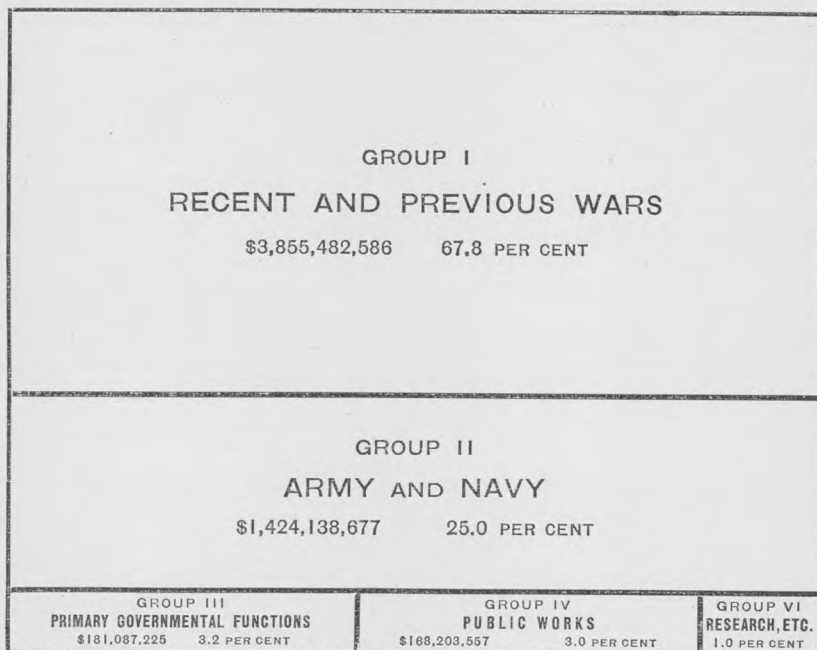 GROUP I
RECENT AND PREVIOUS WARS
$3,855,482,586 67.8 PER CENT
GROUP II
ARMY AND NAVY
$1,424,138,677 25.0 PER CENT
GROUP III
PRIMARY GOVERNMENTAL FUNCTIONS
$181,087,225 3.2 PER CENT
GROUP IV
PUBLIC WORKS
$168,203,557 3.0 PER CENT
GROUP VI
RESEARCH, ETC.
1.0 PER CENT